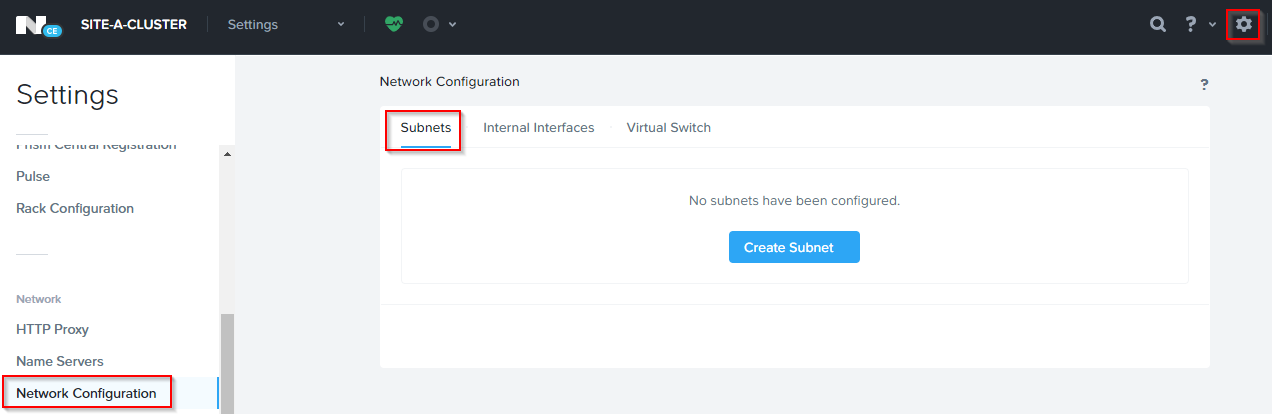 N CE SITE-A-CLUSTER Settings ?
Settings
Prism Central Registration
Pulse
Rack Configuration
Network
HTTP Proxy
Name Servers
Network Configuration
Network Configuration ?
Subnets · Internal Interfaces · Virtual Switch
No subnets have been configured.
Create Subnet